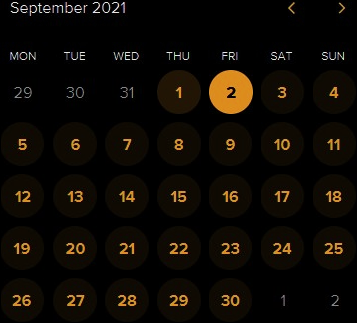 September 2021
MON TUE WED THU FRI SAT SUN
29 30 31 1 2 3 4
5 6 7 8 9 10 11
12 13 14 15 16 17 18
19 20 21 22 23 24 25
26 27 28 29 30 1 2